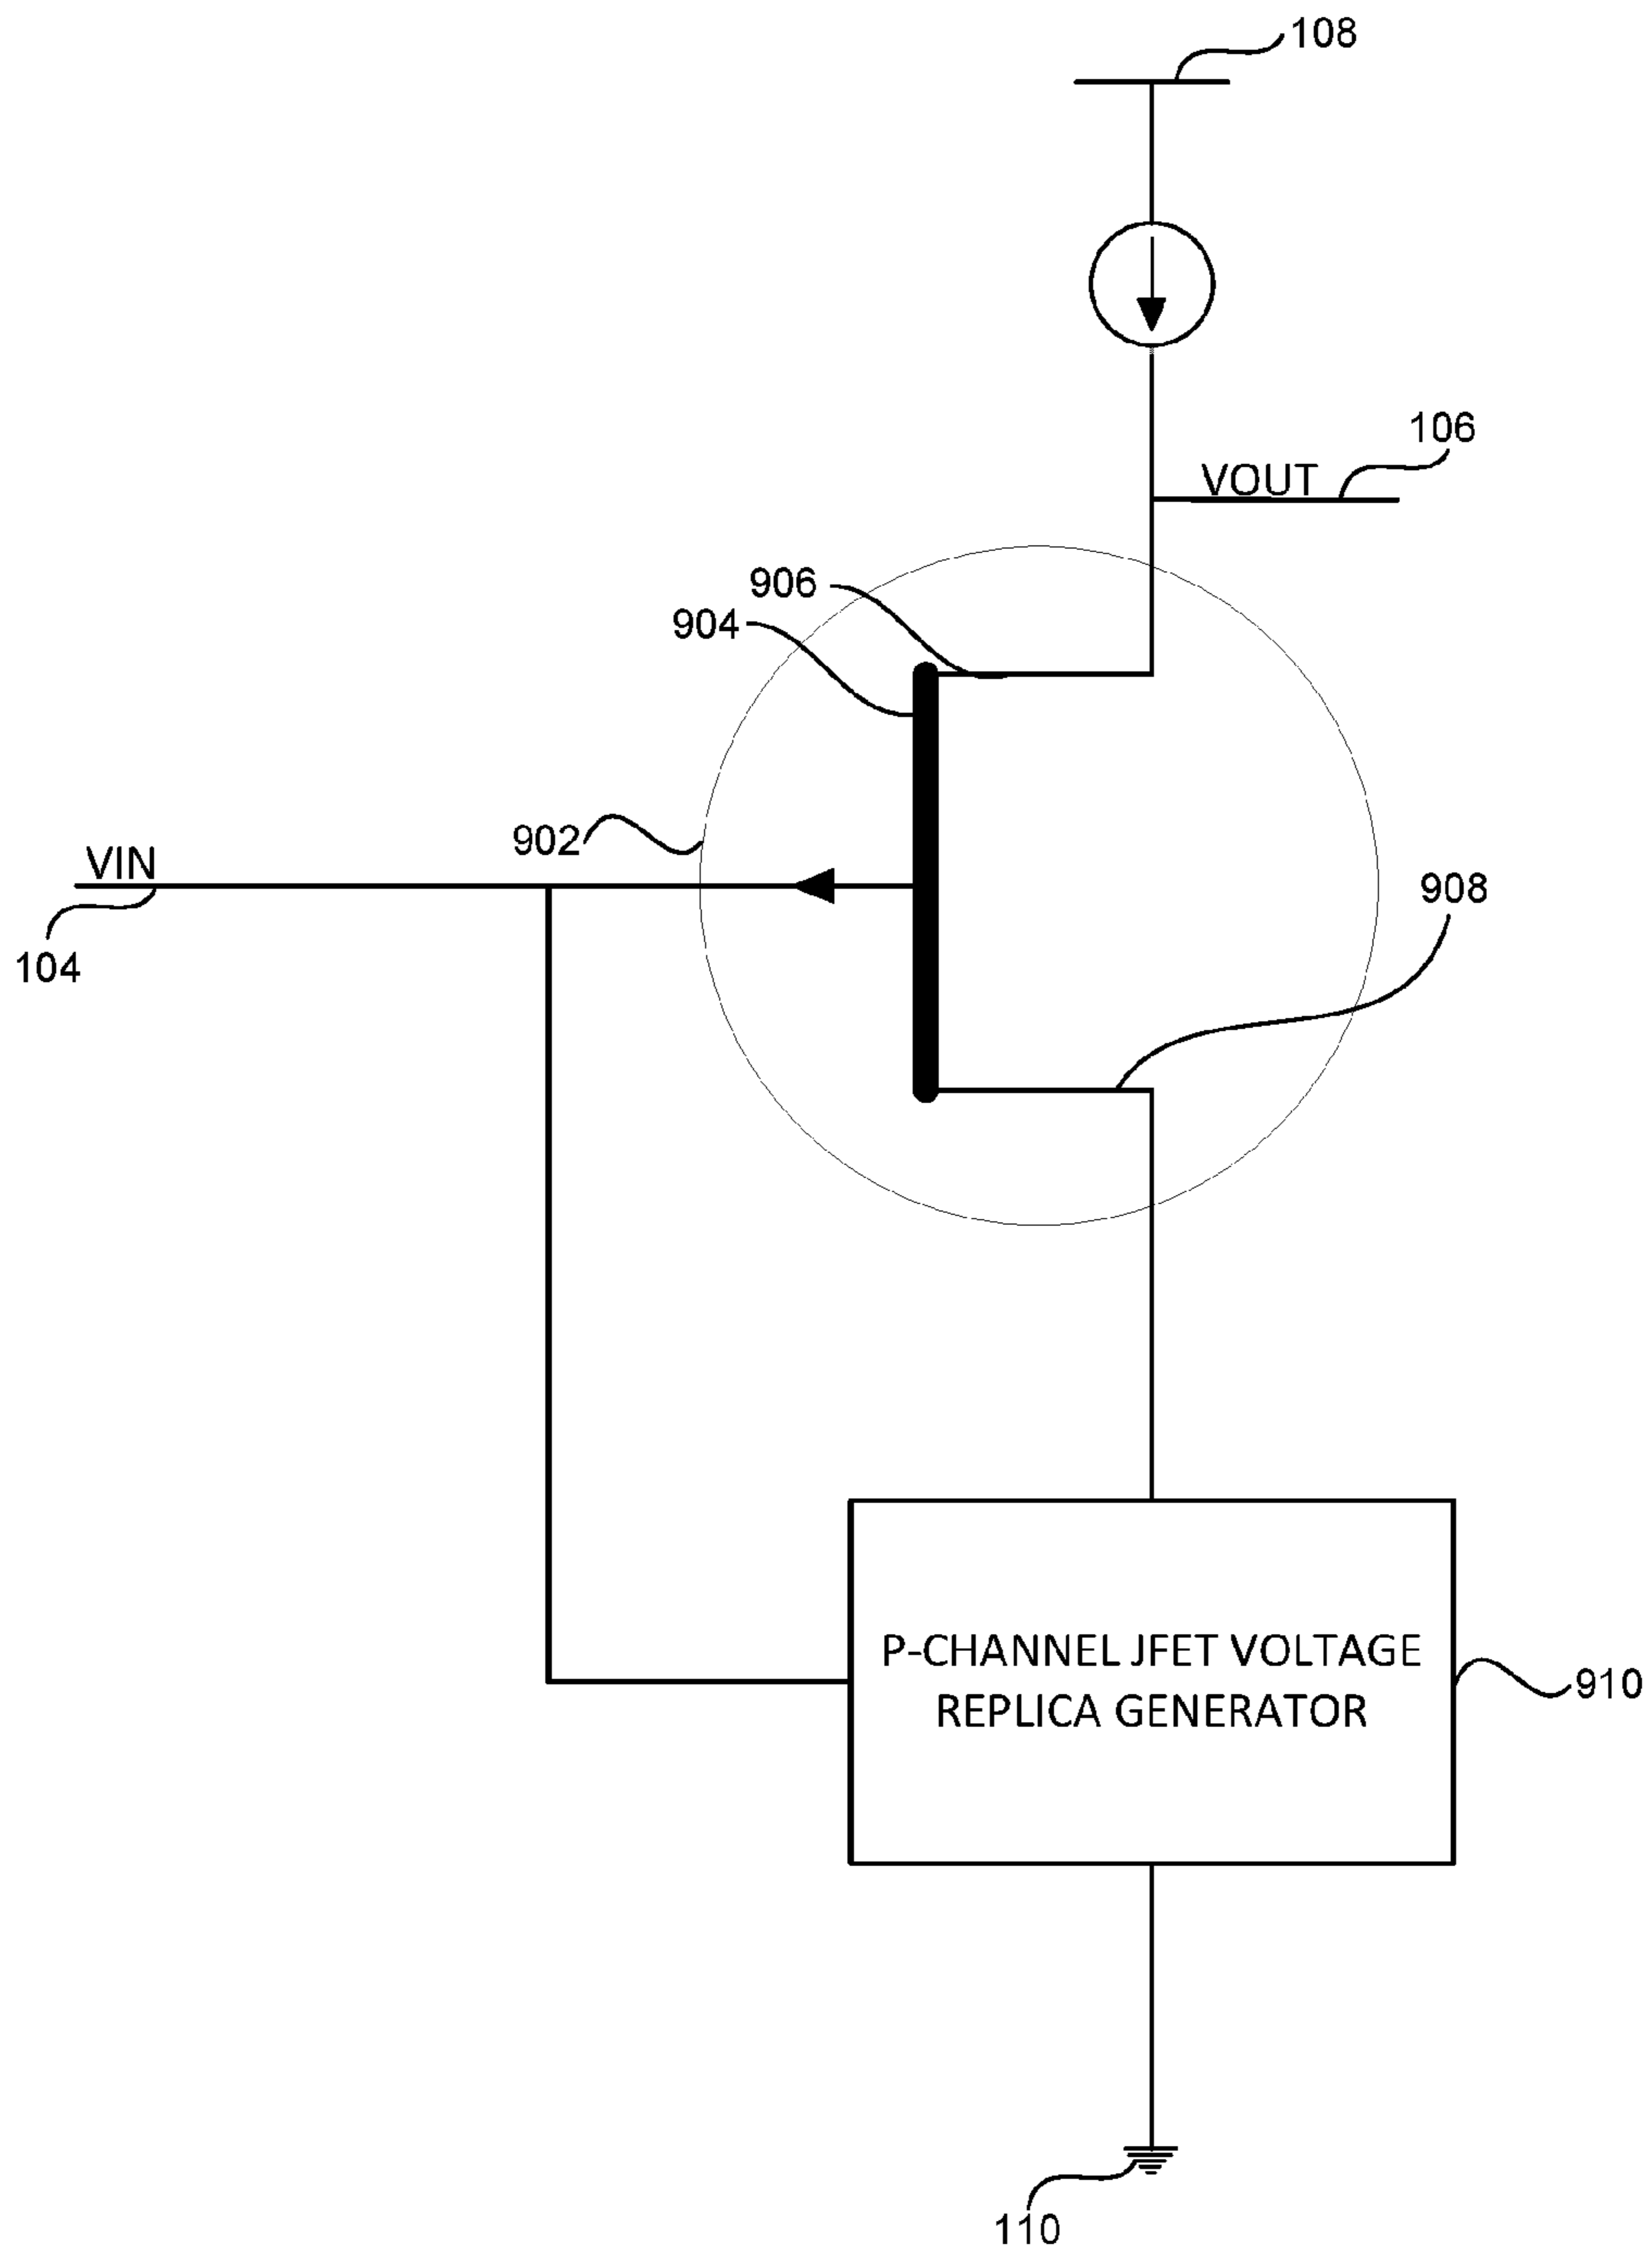 108
106
VOUT
906
904
902
VIN
908
104
P-CHANNEL JFET VOLTAGE
REPLICA GENERATOR
910
110